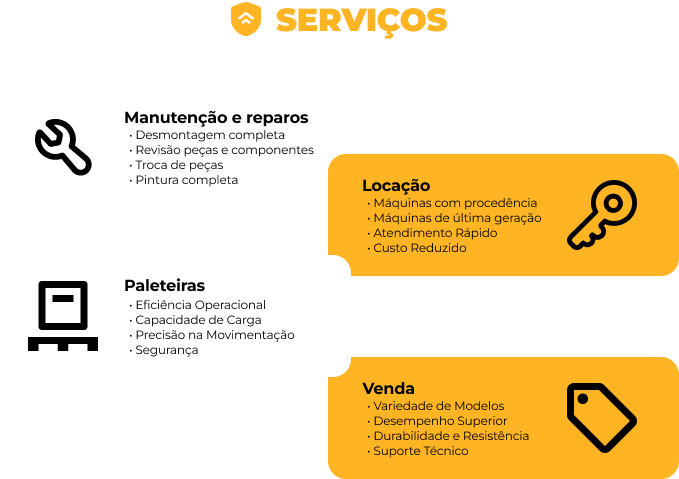 SERVIÇOS
Manutenção e reparos
• Desmontagem completa
• Revisão peças e componentes
• Troca de peças
• Pintura completa
Locação
• Máquinas com procedência
• Máquinas de última geração
• Atendimento Rápido
• Custo Reduzido
Paleteiras
• Eficiência Operacional
• Capacidade de Carga
• Precisão na Movimentação
• Segurança
Venda
• Variedade de Modelos
• Desempenho Superior
• Durabilidade e Resistência
• Suporte Técnico